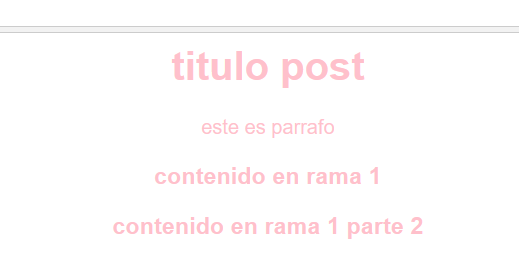 titulo post
este es parrafo
contenido en rama 1
contenido en rama 1 parte 2